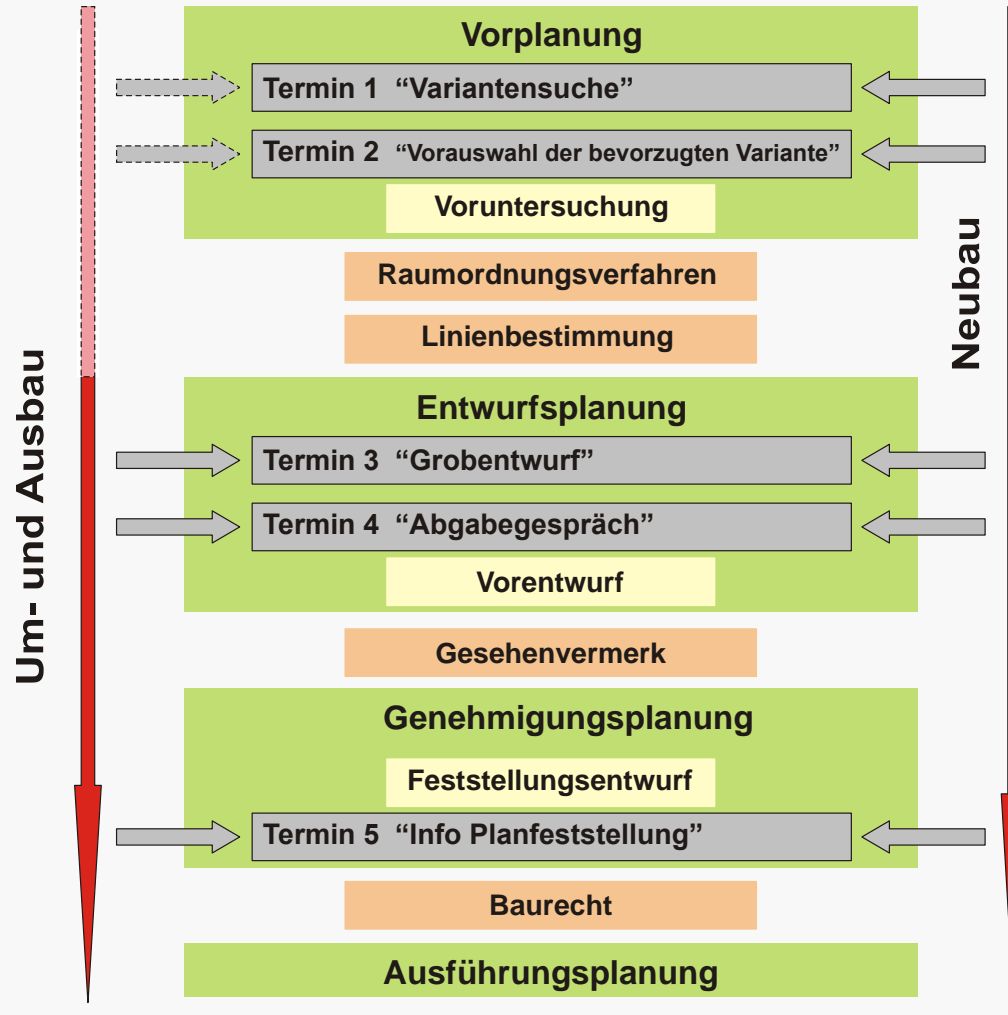 Vorplanung
Termin 1 “Variantensuche”
Termin 2 “Vorauswahl der bevorzugten Variante”
Voruntersuchung
Raumordnungsverfahren
Linienbestimmung
Entwurfsplanung
Termin 3 “Grobentwurf”
Termin 4 “Abgabegespräch”
Vorentwurf
Gesehenvermerk
Genehmigungsplanung
Feststellungsentwurf
Termin 5 “Info Planfeststellung”
Baurecht
Ausführungsplanung
Um- und Ausbau
Neubau